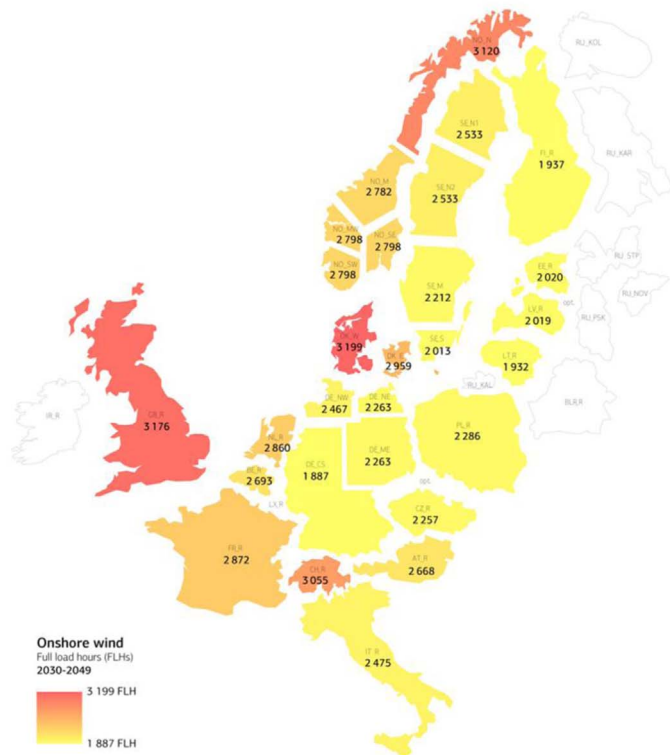 NO_N
3 120
RU_KOL
SE_N1
2 533
FI_R
1 937
RU_KAR
NO_M
2 782
SE_N2
2 533
NO_MW
2 798
NO_SE
2 798
NO_SW
2 798
RU_STP
EE_R
2 020
RU_NOV
SE_M
2 212
LV_R
2 019
RU_PSK
DK_W
3 199
DK_E
2 959
SE_S
2 013
LT_R
1 932
RU_KAL
BLR_R
IR_R
GB_R
3 176
DE_NW
2 467
DE_NE
2 263
NL_R
2 860
PL_R
2 286
BE_R
2 693
DE_CS
1 887
DE_ME
2 263
LX_R
CZ_R
2 257
FR_R
2 872
CH_R
3 055
AT_R
2 668
IT_R
2 475
Onshore wind
Full load hours (FLHs)
2030-2049
3 199 FLH
1 887 FLH